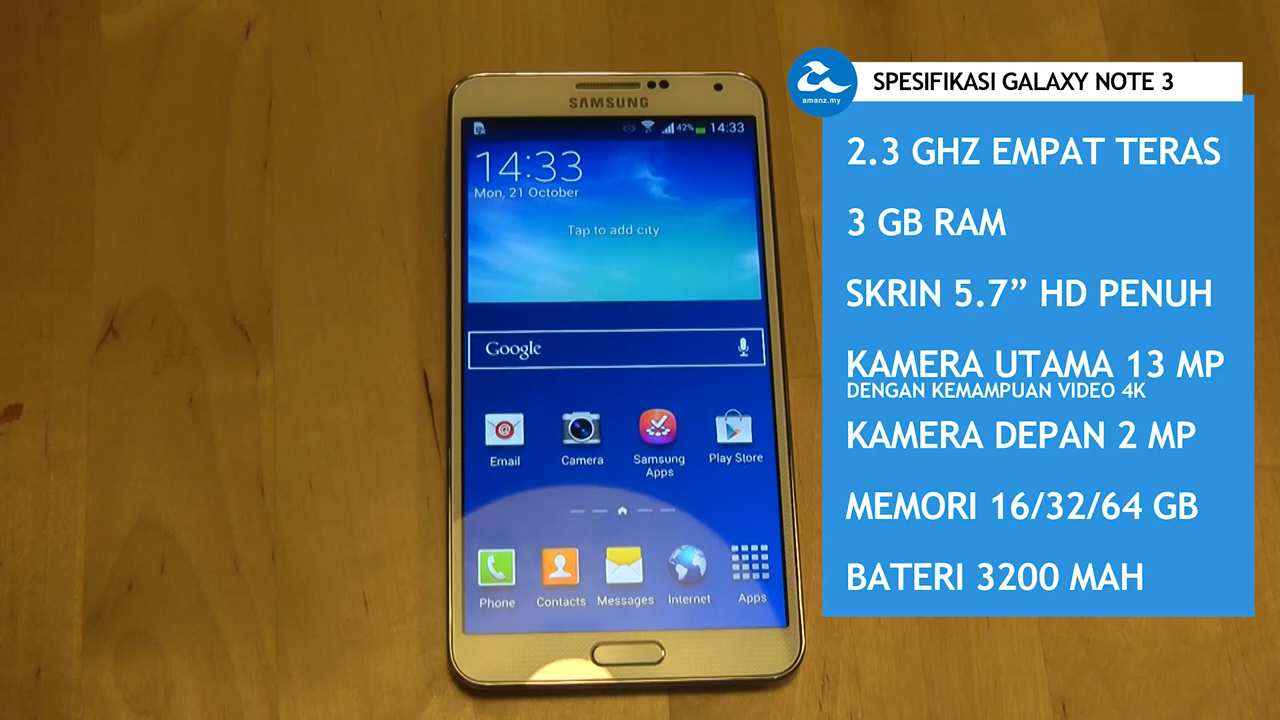 SAMSUNG
42% 14:33
14:33
Mon, 21 October
Tap to add city
Google
Email
Camera
Samsung Apps
Play Store
Phone
Contacts
Messages
Internet
Apps
amanz.my
SPESIFIKASI GALAXY NOTE 3
2.3 GHZ EMPAT TERAS
3 GB RAM
SKRIN 5.7” HD PENUH
KAMERA UTAMA 13 MP
DENGAN KEMAMPUAN VIDEO 4K
KAMERA DEPAN 2 MP
MEMORI 16/32/64 GB
BATERI 3200 MAH